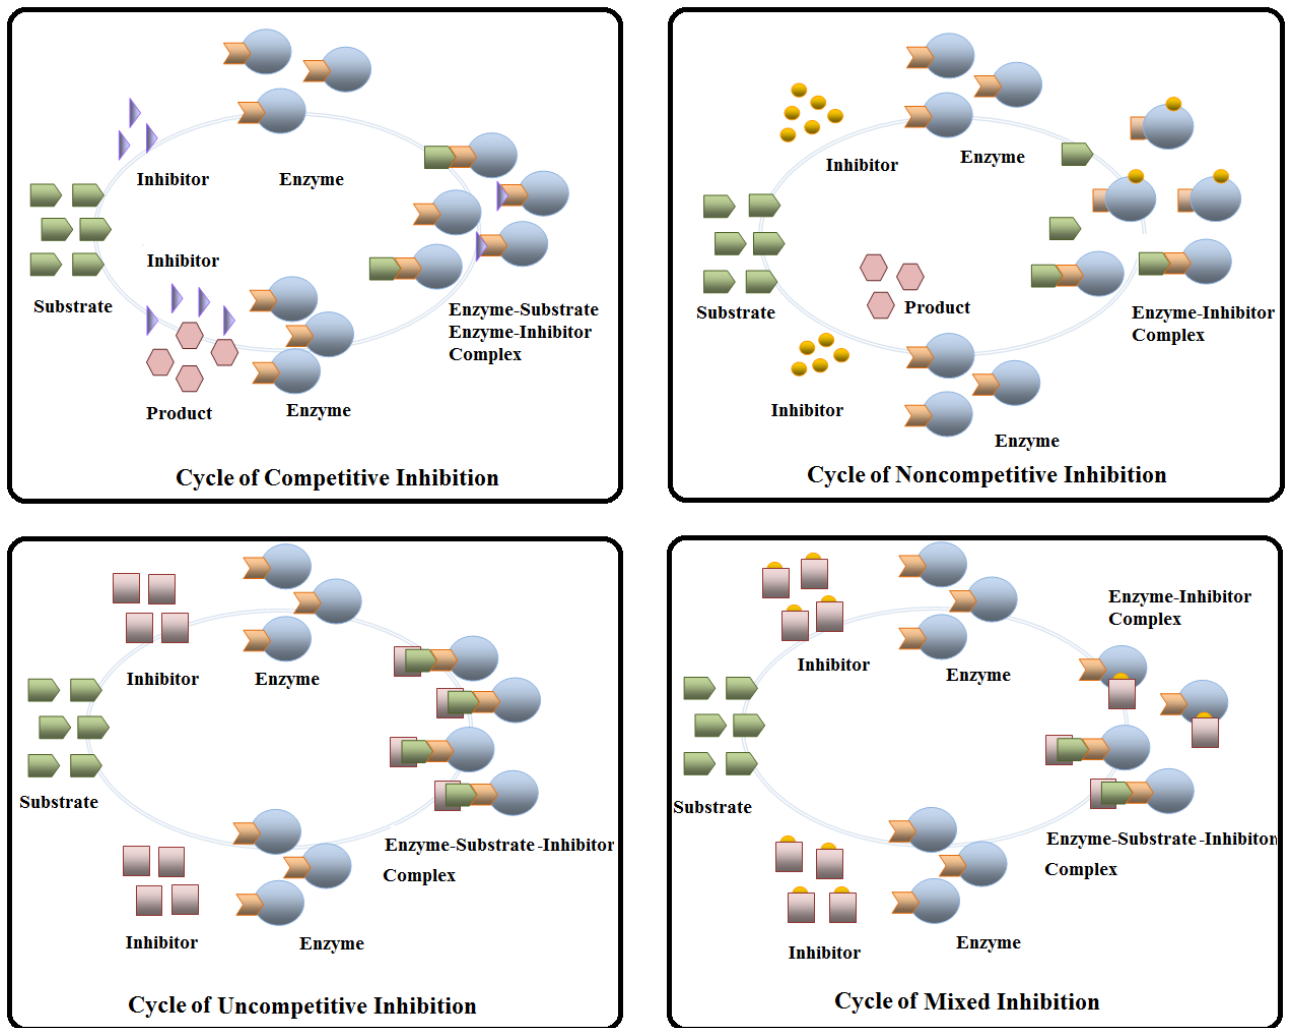 Inhibitor
Enzyme
Inhibitor
Substrate
Enzyme-Substrate
Enzyme-Inhibitor
Complex
Product
Enzyme
Cycle of Competitive Inhibition
Inhibitor
Enzyme
Substrate
Product
Enzyme-Inhibitor
Complex
Inhibitor
Enzyme
Cycle of Noncompetitive Inhibition
Inhibitor
Enzyme
Substrate
Enzyme-Substrate-Inhibitor
Complex
Inhibitor
Enzyme
Cycle of Uncompetitive Inhibition
Enzyme-Inhibitor
Complex
Inhibitor
Enzyme
Substrate
Enzyme-Substrate-Inhibitor
Complex
Inhibitor
Enzyme
Cycle of Mixed Inhibition